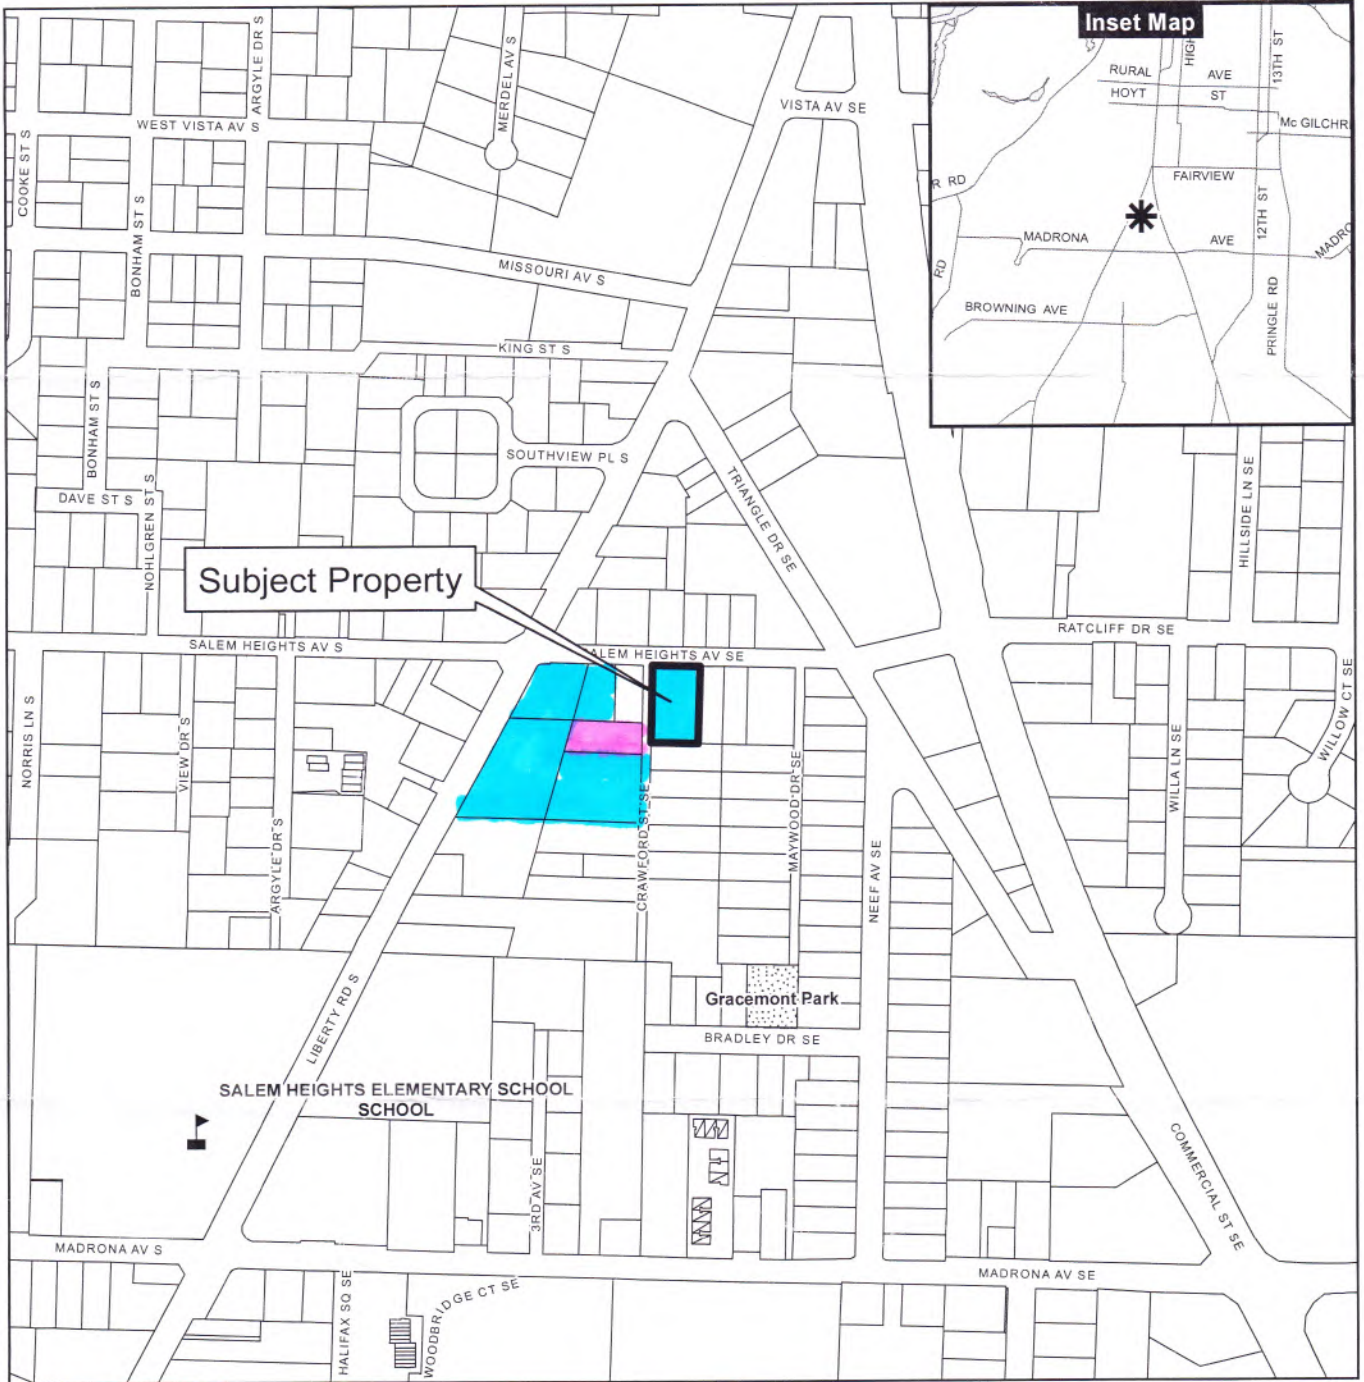 Inset Map
HIGH
13TH ST
RURAL AVE
HOYT ST
Mc GILCHR
FAIRVIEW
R RD
12TH ST
MADRONA AVE
MADRO
RD
BROWNING AVE
PRINGLE RD
ARGYLE DR S
MERDEL AV S
VISTA AV SE
WEST VISTA AV S
COOKE ST S
BONHAM ST S
MISSOURI AV S
KING ST S
BONHAM ST S
SOUTHVIEW PL S
TRIANGLE DR SE
DAVE ST S
NOHLGREN ST S
HILLSIDE LN SE
Subject Property
RATCLIFF DR SE
SALEM HEIGHTS AV S
ALEM HEIGHTS AV SE
NORRIS LN S
VIEW DR S
WILLOW CT SE
WILLA LN SE
ARGYLE DR S
CRAWFORD ST SE
MAYWOOD DR SE
NEEF AV SE
LIBERTY RD S
Gracemont Park
BRADLEY DR SE
SALEM HEIGHTS ELEMENTARY SCHOOL
SCHOOL
3RD AV SE
COMMERCIAL ST SE
MADRONA AV S
MADRONA AV SE
HALIFAX SQ SE
WOODBRIDGE CT SE